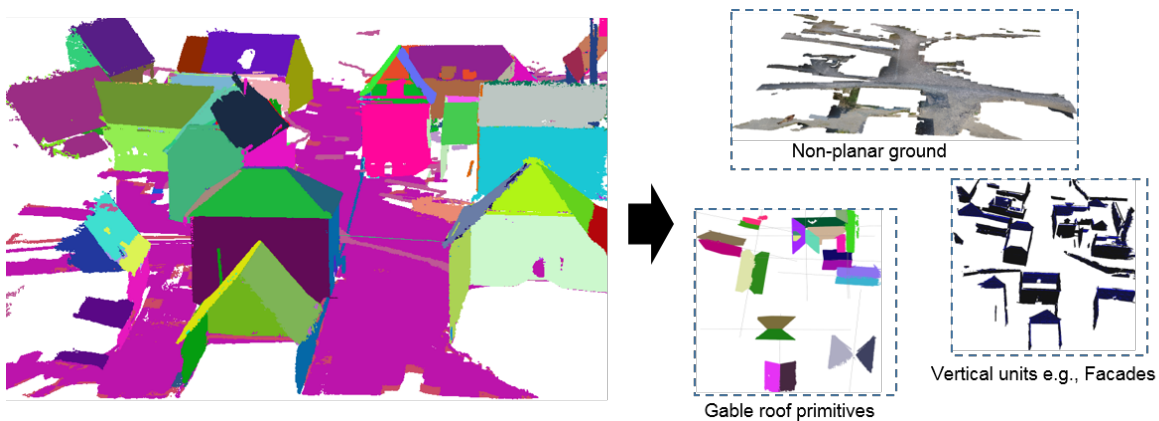 Non-planar ground
Vertical units e.g., Facades
Gable roof primitives